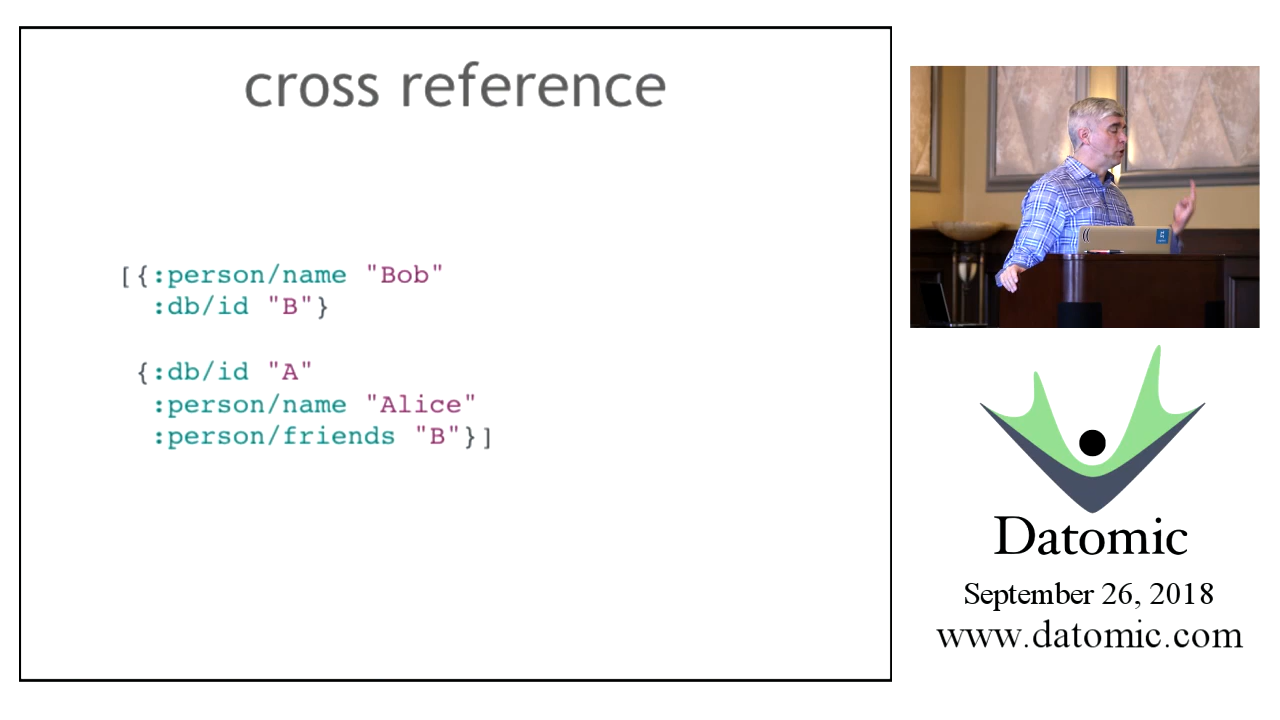 cross reference
[{:person/name "Bob"
:db/id "B"}
{:db/id "A"
:person/name "Alice"
:person/friends "B"}]
Datomic
September 26, 2018
www.datomic.com